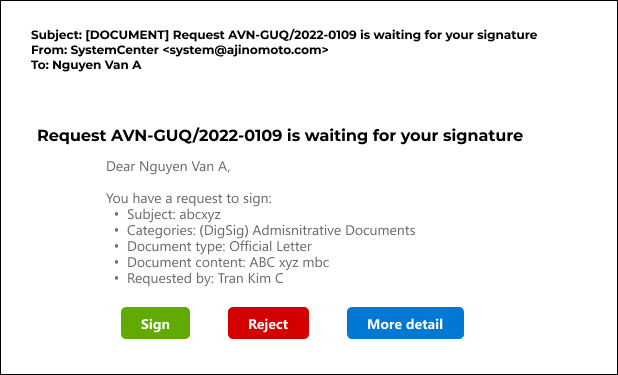 Subject: [DOCUMENT] Request AVN-GUQ/2022-0109 is waiting for your signature
From: SystemCenter <system@ajinomoto.com>
To: Nguyen Van A
Request AVN-GUQ/2022-0109 is waiting for your signature
Dear Nguyen Van A,
You have a request to sign:
• Subject: abcxyz
• Categories: (DigSig) Admisnitrative Documents
• Document type: Official Letter
• Document content: ABC xyz mbc
• Requested by: Tran Kim C
Sign Reject More detail